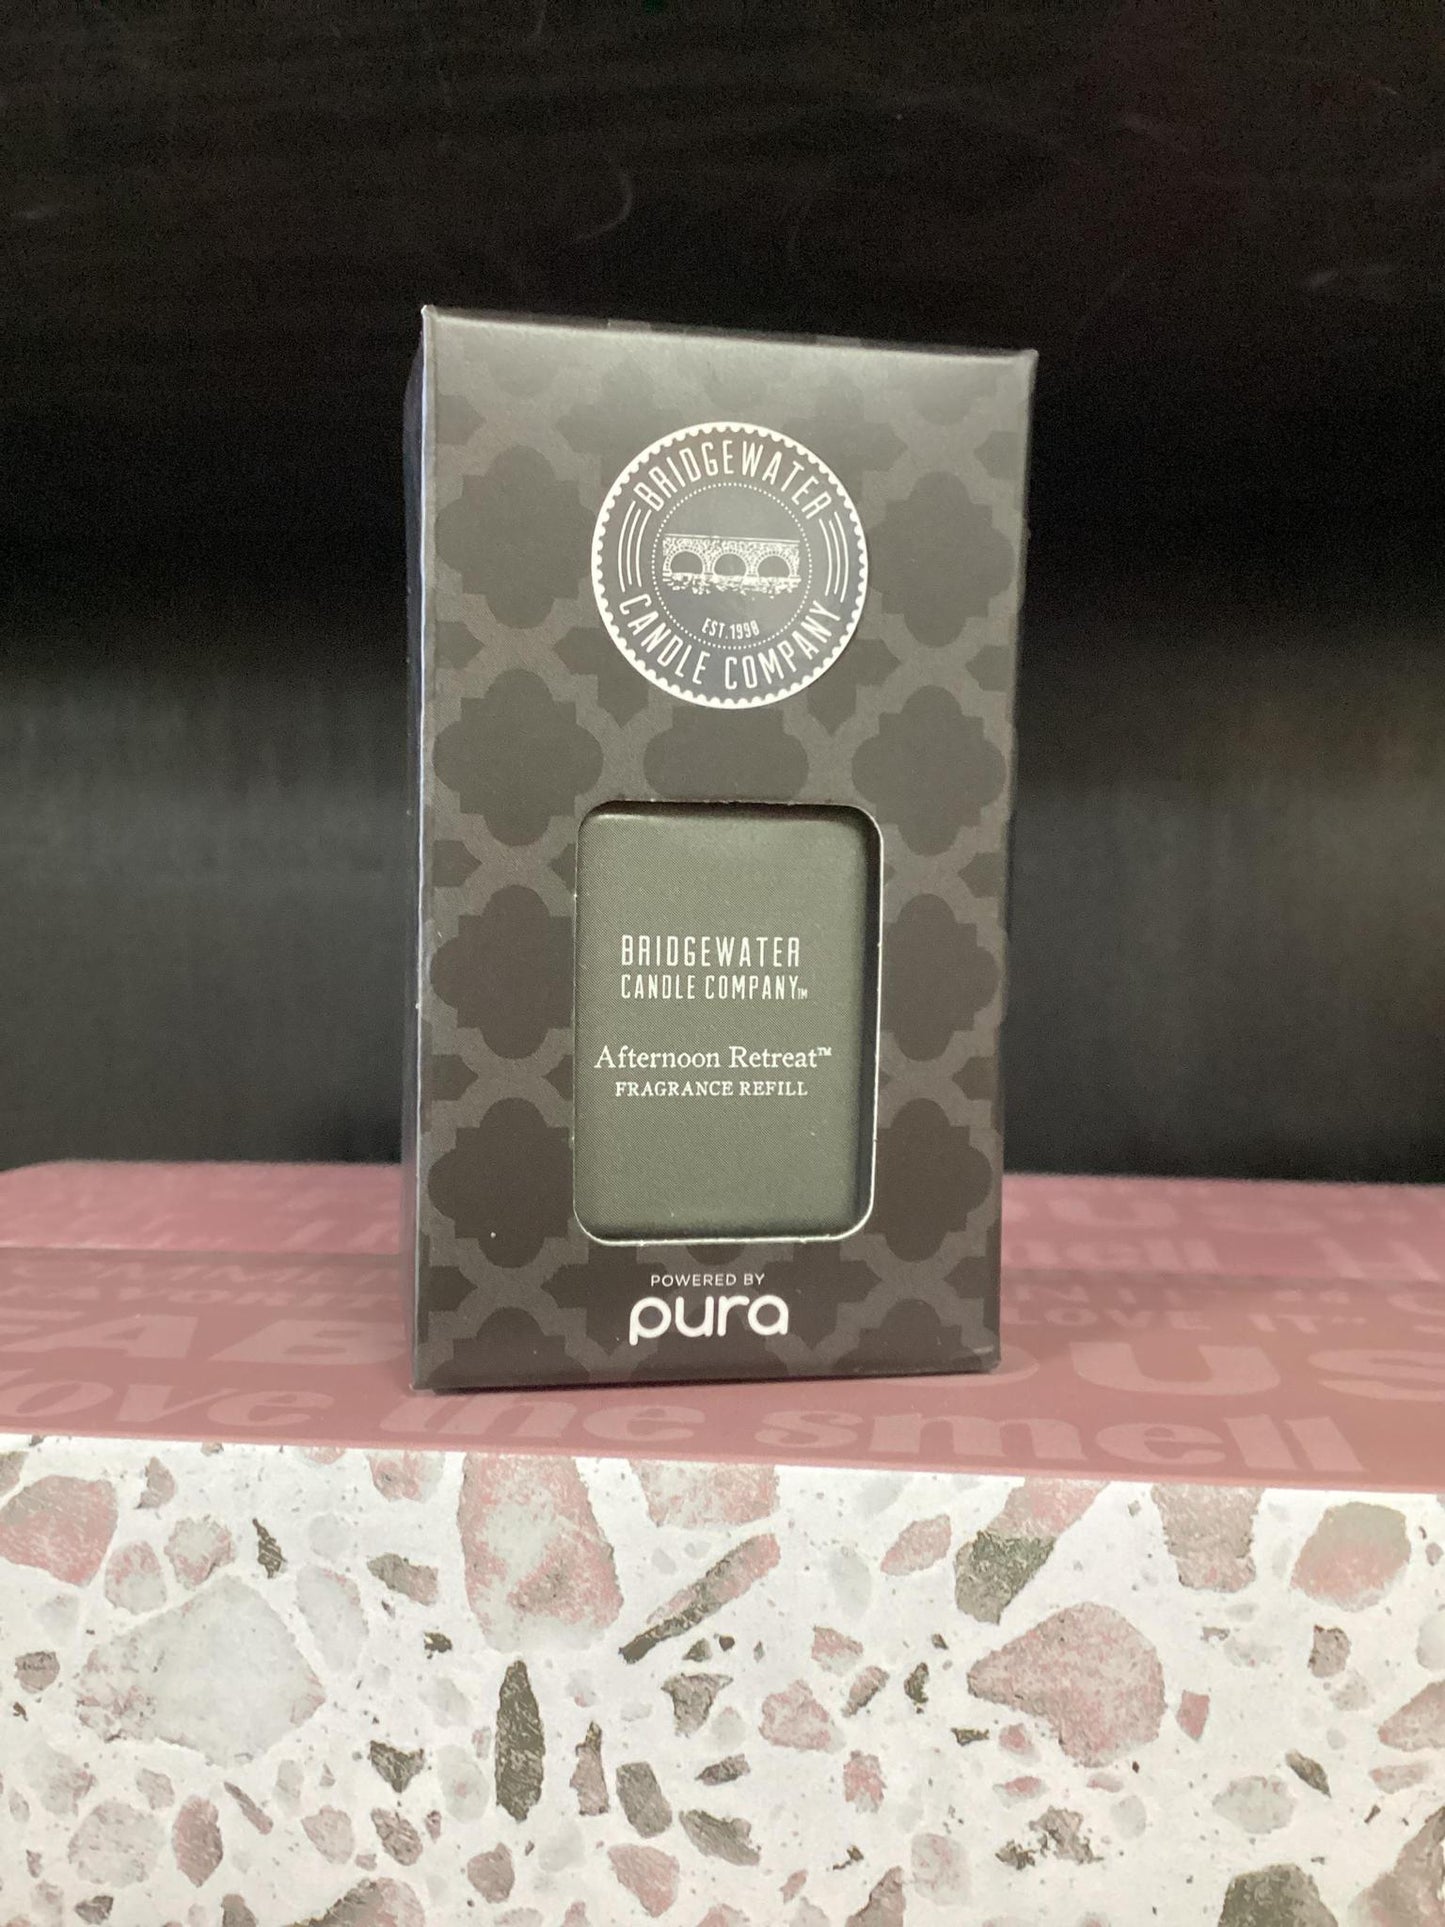 BRIDGEWATER
EST.1998
CANDLE COMPANY
BRIDGEWATER
CANDLE COMPANY™
Afternoon Retreat™
FRAGRANCE REFILL
POWERED BY
pura
love the smell